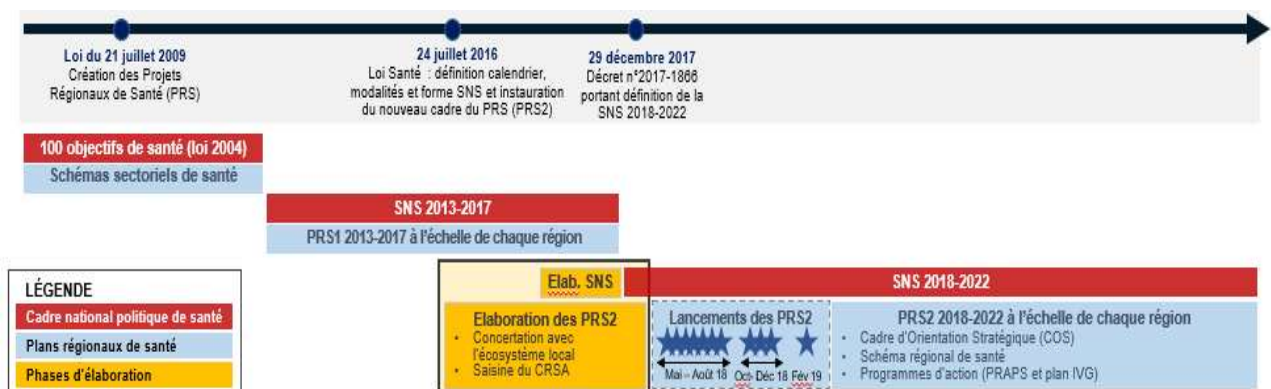 Loi du 21 juillet 2009
Création des Projets
Régionaux de Santé (PRS)
24 juillet 2016
Loi Santé : définition calendrier,
modalités et forme SNS et instauration
du nouveau cadre du PRS (PRS2)
29 décembre 2017
Décret n°2017-1866
portant définition de la
SNS 2018-2022
100 objectifs de santé (loi 2004)
Schémas sectoriels de santé
SNS 2013-2017
PRS1 2013-2017 à l'échelle de chaque région
LÉGENDE
Cadre national politique de santé
Plans régionaux de santé
Phases d'élaboration
Elab. SNS
SNS 2018-2022
Elaboration des PRS2
• Concertation avec
l'écosystème local
• Saisine du CRSA
Lancements des PRS2
Mai – Août 18 Oct- Déc 18 Fév 19
PRS2 2018-2022 à l'échelle de chaque région
• Cadre d'Orientation Stratégique (COS)
• Schéma régional de santé
• Programmes d'action (PRAPS et plan IVG)